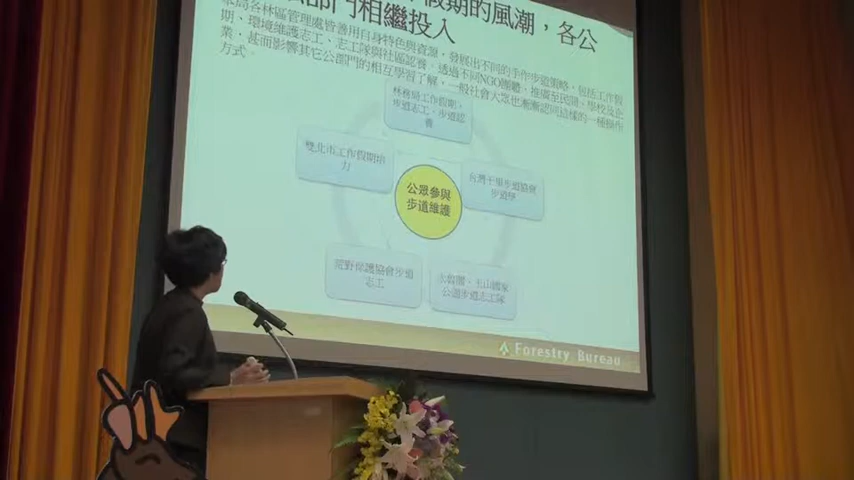 假期的風潮，各公
部門相繼投入
本局各林區管理處皆善用自身特色與資源，發展出不同的手作步道策略，包括工作假
期、環境維護志工、志工隊與社區認養。透過不同NGO團體，推廣至民間、學校及企
業，甚而影響其它公部門的相互學習了解，一般社會大眾也漸漸認同這樣的一種操作
方式。
林務局工作假期、
步道志工、步道認
養
雙北市工作假期培
力
台灣千里步道協會
步道學
公眾參與
步道維護
荒野保護協會步道
志工
太魯閣、玉山國家
公園步道志工隊
Forestry Bureau